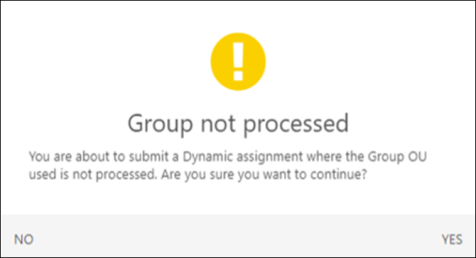 Group not processed
You are about to submit a Dynamic assignment where the Group OU
used is not processed. Are you sure you want to continue?
NO YES